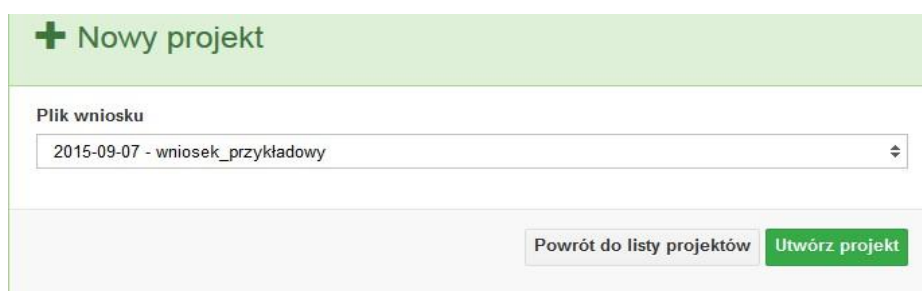 Nowy projekt
Plik wniosku
2015-09-07 - wniosek_przykładowy
Powrót do listy projektów Utwórz projekt